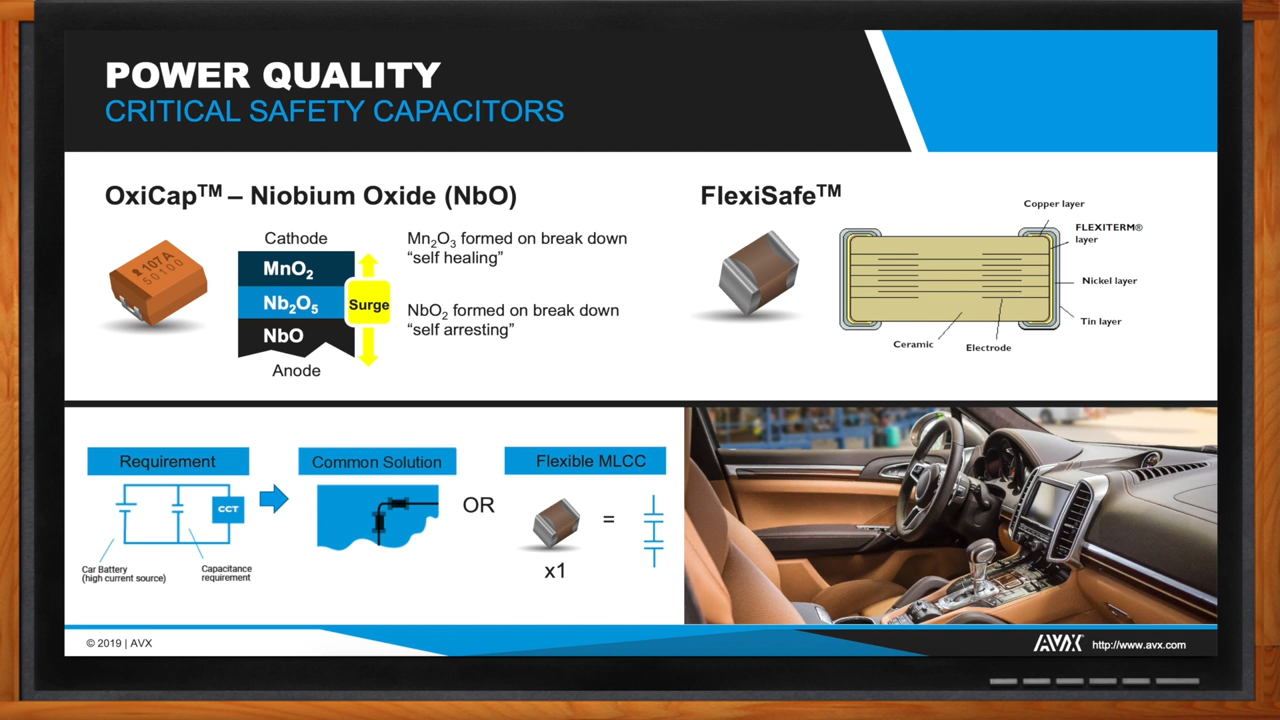 POWER QUALITY
CRITICAL SAFETY CAPACITORS
OxiCap™ – Niobium Oxide (NbO)
107A
50100
Cathode
MnO₂
Nb₂O₅
NbO
Anode
Surge
Mn₂O₃ formed on break down
“self healing”
NbO₂ formed on break down
“self arresting”
FlexiSafe™
Copper layer
FLEXITERM®
layer
Nickel layer
Tin layer
Ceramic
Electrode
Requirement
CCT
Car Battery
(high current source)
Capacitance
requirement
Common Solution
OR
Flexible MLCC
=
x1
© 2019 | AVX
AVX
http://www.avx.com